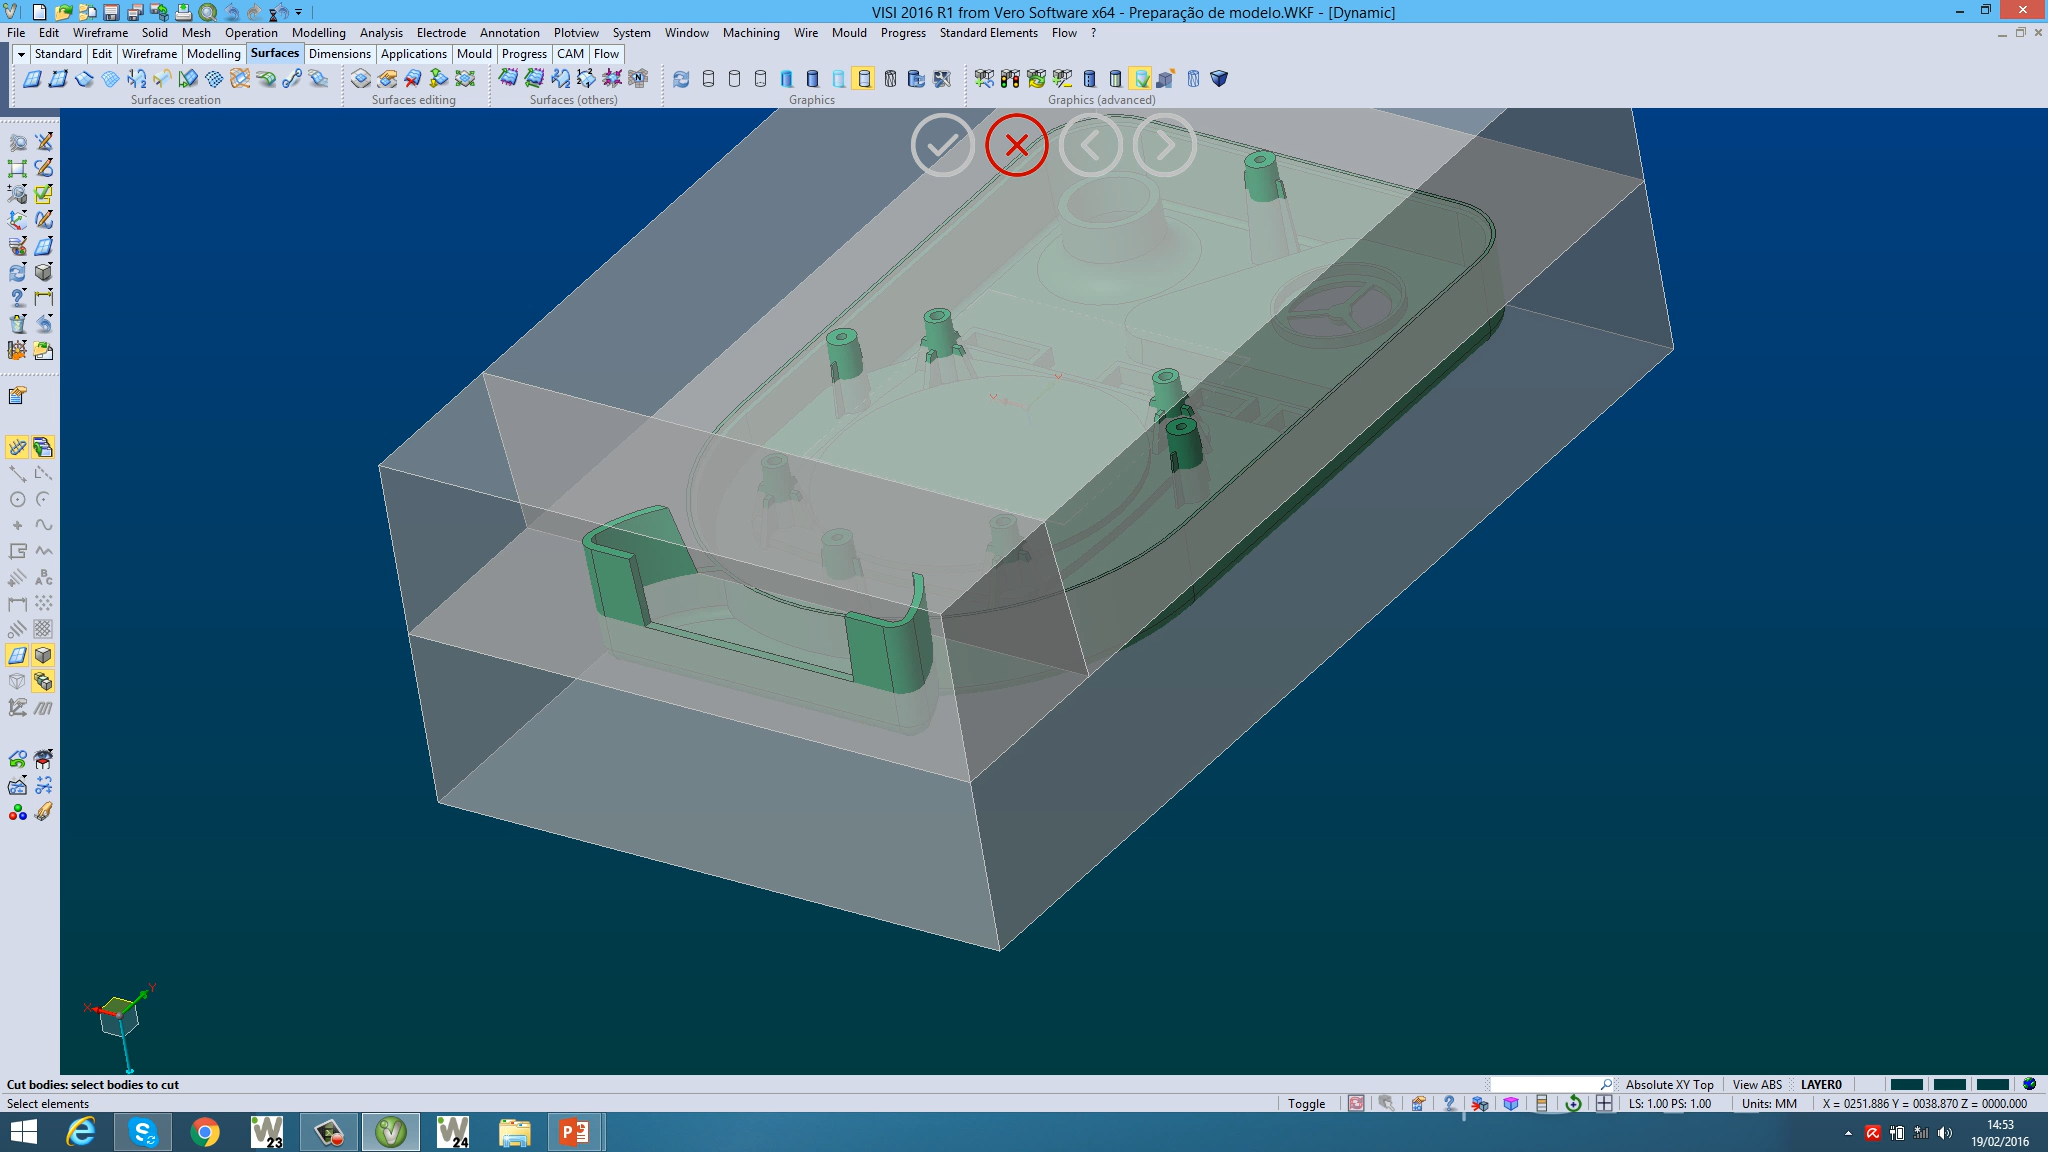 VISI 2016 R1 from Vero Software x64 - Preparação de modelo.WKF - [Dynamic]
File Edit Wireframe Solid Mesh Operation Modelling Analysis Electrode Annotation Plotview System Window Machining Wire Mould Progress Standard Elements Flow ?
Standard Edit Wireframe Modelling Surfaces Dimensions Applications Mould Progress CAM Flow
Surfaces creation Surfaces editing Surfaces (others) Graphics Graphics (advanced)
X Y
Cut bodies: select bodies to cut Absolute XY Top View ABS LAYER0
Select elements Toggle LS: 1.00 PS: 1.00 Units: MM X = 0251.886 Y = 0038.870 Z = 0000.000
23 24 14:53
19/02/2016